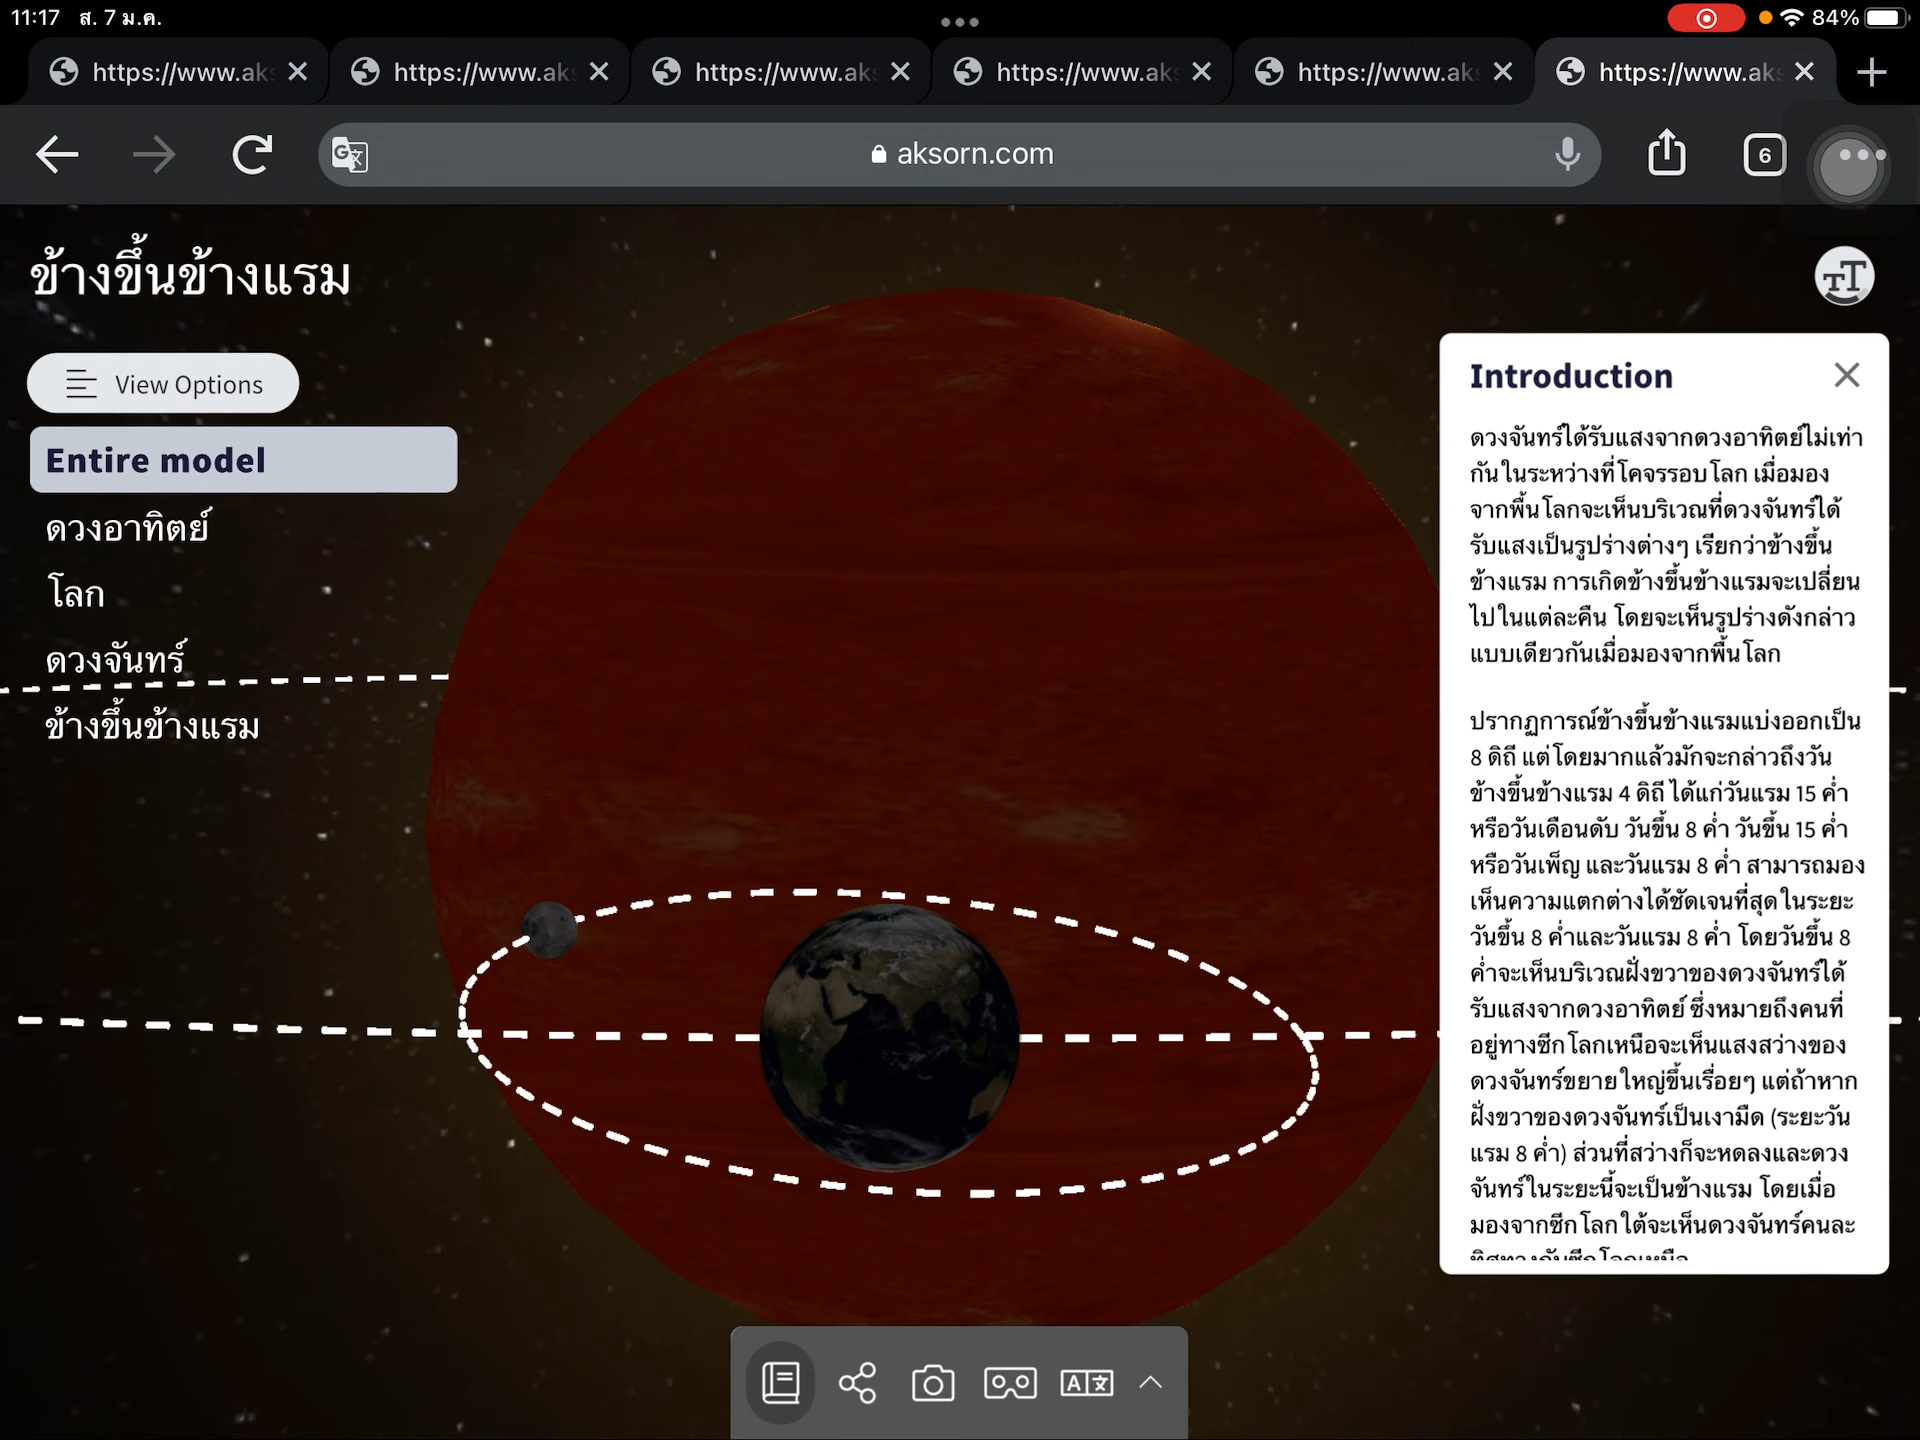 11:17 ส. 7 ม.ค.
84%
https://www.aks
https://www.aks
https://www.aks
https://www.aks
https://www.aks
https://www.aks
aksorn.com
6
ข้างขึ้นข้างแรม
View Options
Entire model
ดวงอาทิตย์
โลก
ดวงจันทร์
ข้างขึ้นข้างแรม
Introduction
ดวงจันทร์ได้รับแสงจากดวงอาทิตย์ไม่เท่า
กันในระหว่างที่โคจรรอบโลก เมื่อมอง
จากพื้นโลกจะเห็นบริเวณที่ดวงจันทร์ได้
รับแสงเป็นรูปร่างต่างๆ เรียกว่าข้างขึ้น
ข้างแรม การเกิดข้างขึ้นข้างแรมจะเปลี่ยน
ไปในแต่ละคืน โดยจะเห็นรูปร่างดังกล่าว
แบบเดียวกันเมื่อมองจากพื้นโลก
ปรากฏการณ์ข้างขึ้นข้างแรมแบ่งออกเป็น
8 ดิถี แต่โดยมากแล้วมักจะกล่าวถึงวัน
ข้างขึ้นข้างแรม 4 ดิถี ได้แก่วันแรม 15 ค่ำ
หรือวันเดือนดับ วันขึ้น 8 ค่ำ วันขึ้น 15 ค่ำ
หรือวันเพ็ญ และวันแรม 8 ค่ำ สามารถมอง
เห็นความแตกต่างได้ชัดเจนที่สุดในระยะ
วันขึ้น 8 ค่ำและวันแรม 8 ค่ำ โดยวันขึ้น 8
ค่ำจะเห็นบริเวณฝั่งขวาของดวงจันทร์ได้
รับแสงจากดวงอาทิตย์ ซึ่งหมายถึงคนที่
อยู่ทางซีกโลกเหนือจะเห็นแสงสว่างของ
ดวงจันทร์ขยายใหญ่ขึ้นเรื่อยๆ แต่ถ้าหาก
ฝั่งขวาของดวงจันทร์เป็นเงามืด (ระยะวัน
แรม 8 ค่ำ) ส่วนที่สว่างก็จะหดลงและดวง
จันทร์ในระยะนี้จะเป็นข้างแรม โดยเมื่อ
มองจากซีกโลกใต้จะเห็นดวงจันทร์คนละ
ทิศทางกับซีกโลกเหนือ